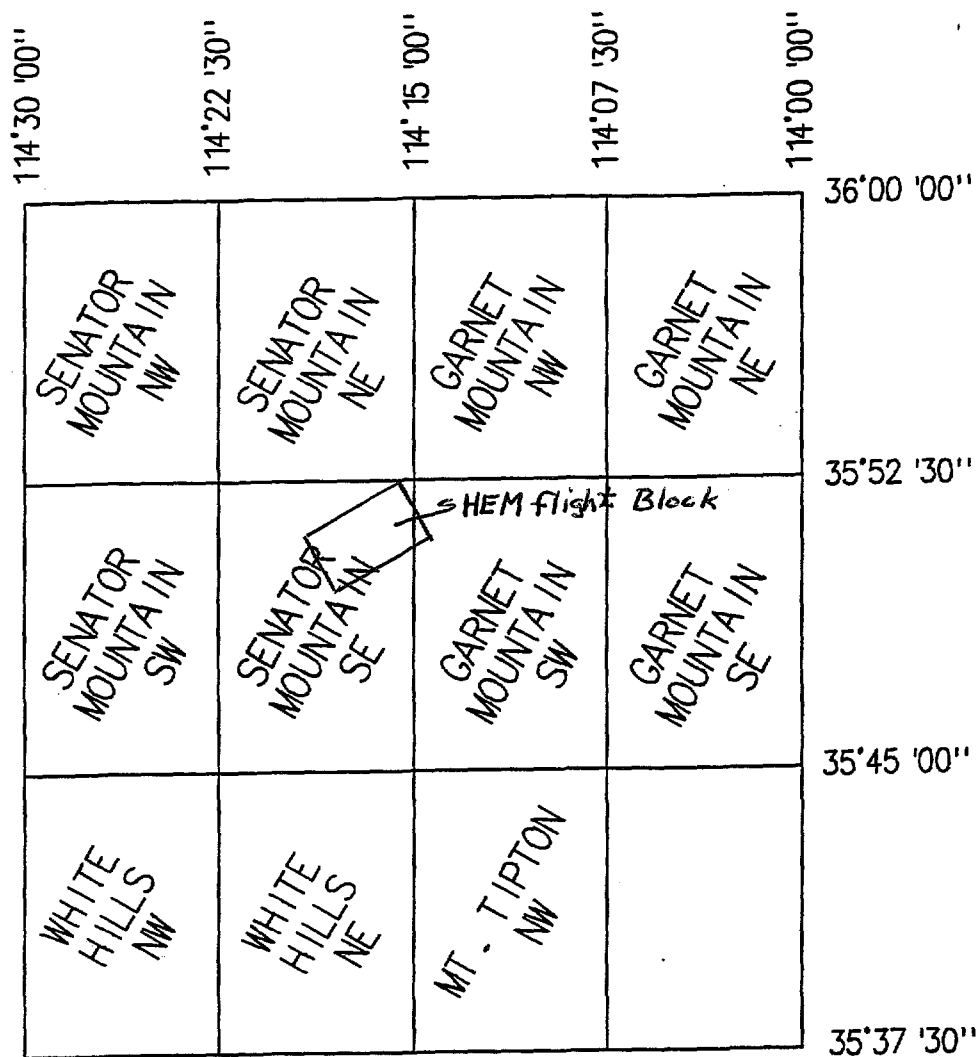 114°30 '00"
114°22 '30"
114°15 '00"
114°07 '30"
114°00 '00"
36°00 '00"
SENATOR
MOUNTAIN
NW
SENATOR
MOUNTAIN
NE
GARNET
MOUNTAIN
NW
GARNET
MOUNTAIN
NE
35°52 '30"
HEM flight Block
SENATOR
MOUNTAIN
SW
SENATOR
MOUNTAIN
SE
GARNET
MOUNTAIN
SW
GARNET
MOUNTAIN
SE
35°45 '00"
WHITE
HILLS
NW
WHITE
HILLS
NE
MT. TIPTON
NW
35°37 '30"